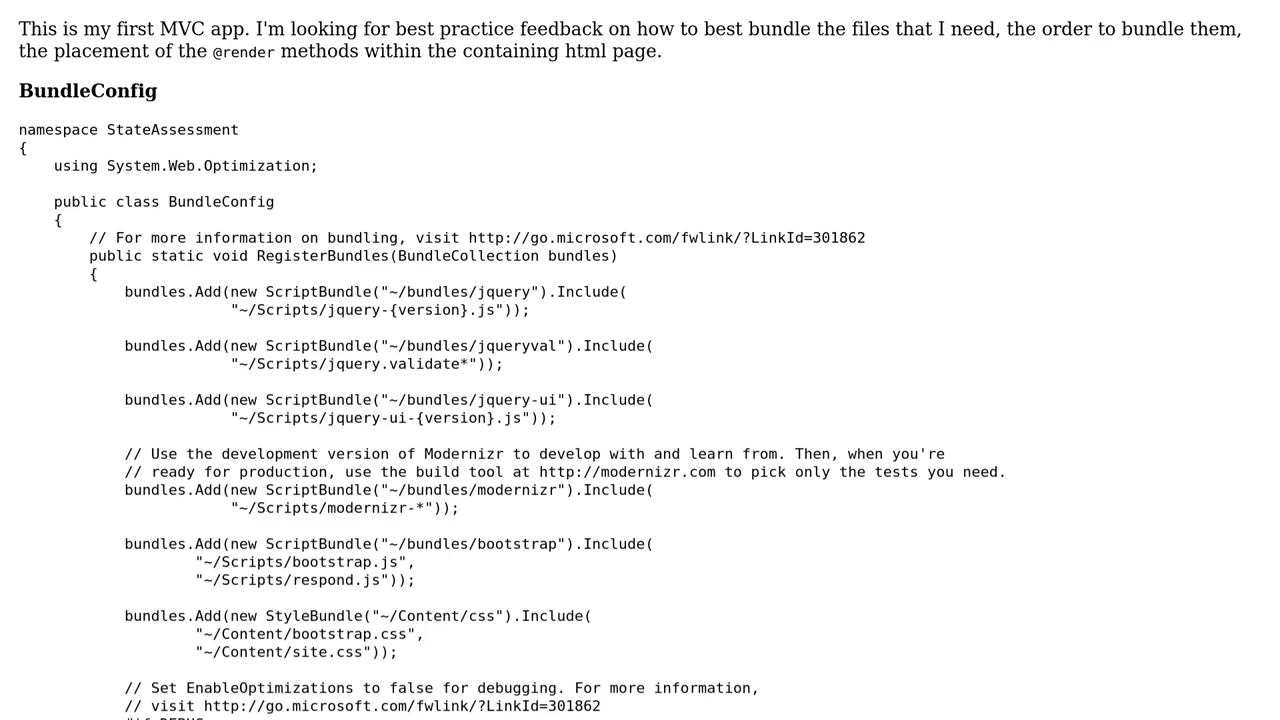 This is my first MVC app. I'm looking for best practice feedback on how to best bundle the files that I need, the order to bundle them,
the placement of the @render methods within the containing html page.
BundleConfig
namespace StateAssessment
{
    using System.Web.Optimization;

    public class BundleConfig
    {
        // For more information on bundling, visit http://go.microsoft.com/fwlink/?LinkId=301862
        public static void RegisterBundles(BundleCollection bundles)
        {
            bundles.Add(new ScriptBundle("~/bundles/jquery").Include(
                        "~/Scripts/jquery-{version}.js"));

            bundles.Add(new ScriptBundle("~/bundles/jqueryval").Include(
                        "~/Scripts/jquery.validate*"));

            bundles.Add(new ScriptBundle("~/bundles/jquery-ui").Include(
                        "~/Scripts/jquery-ui-{version}.js"));

            // Use the development version of Modernizr to develop with and learn from. Then, when you're
            // ready for production, use the build tool at http://modernizr.com to pick only the tests you need.
            bundles.Add(new ScriptBundle("~/bundles/modernizr").Include(
                        "~/Scripts/modernizr-*"));

            bundles.Add(new ScriptBundle("~/bundles/bootstrap").Include(
                    "~/Scripts/bootstrap.js",
                    "~/Scripts/respond.js"));

            bundles.Add(new StyleBundle("~/Content/css").Include(
                    "~/Content/bootstrap.css",
                    "~/Content/site.css"));

            // Set EnableOptimizations to false for debugging. For more information,
            // visit http://go.microsoft.com/fwlink/?LinkId=301862